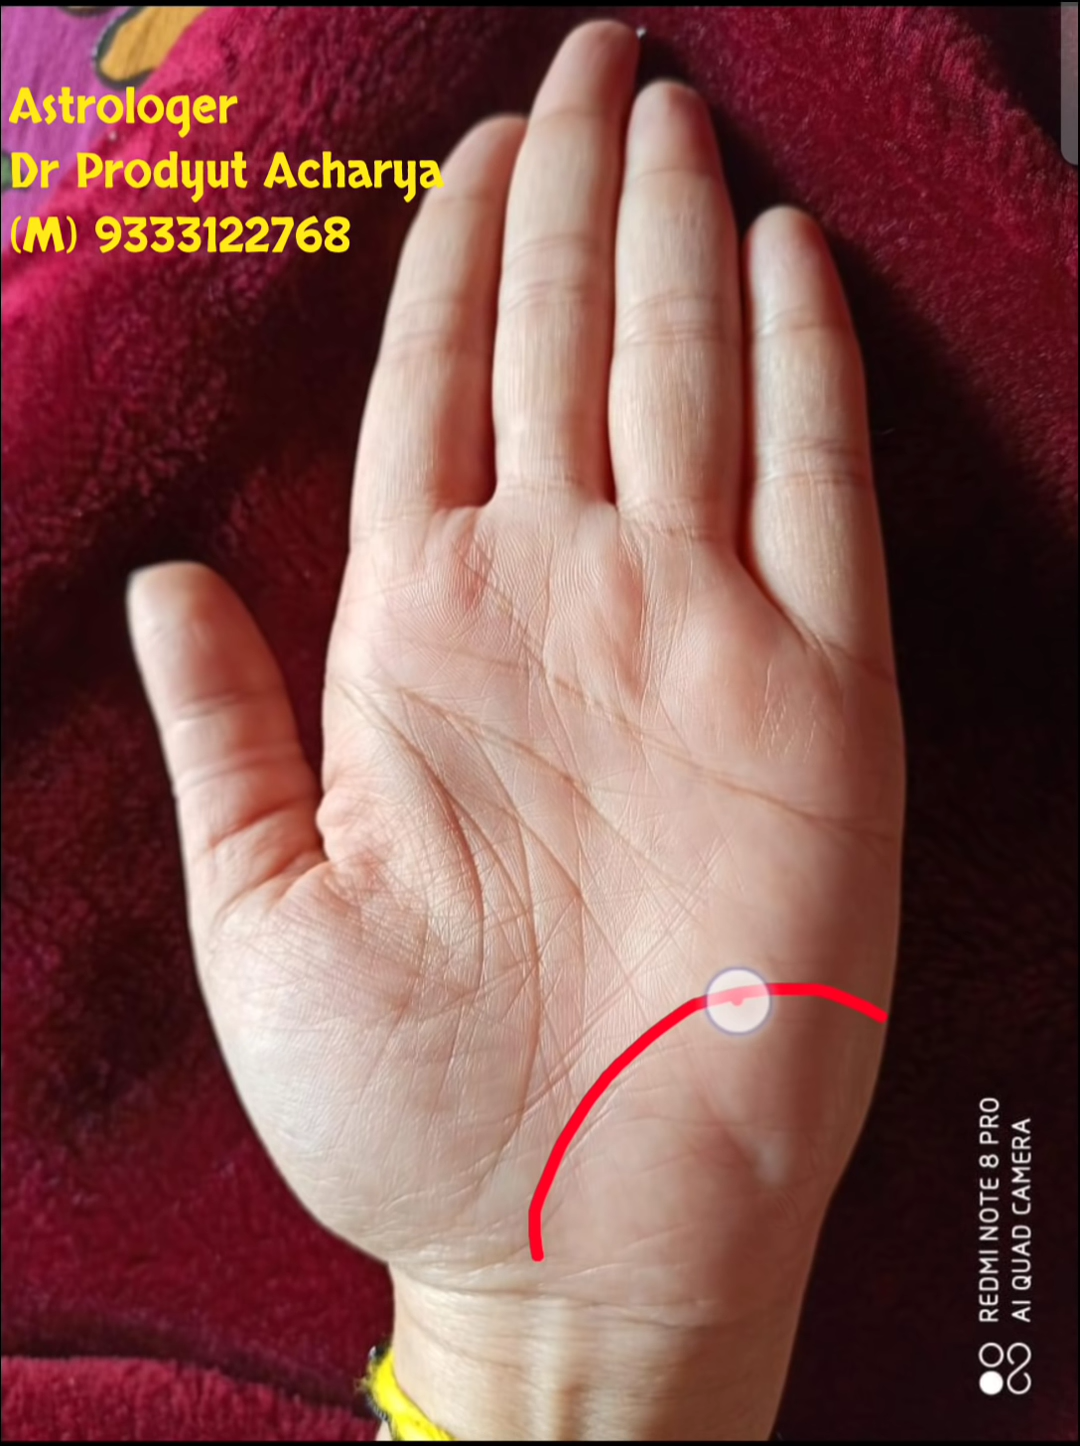 Astrologer
Dr Prodyut Acharya
(M) 9333122768
REDMI NOTE 8 PRO
AI QUAD CAMERA